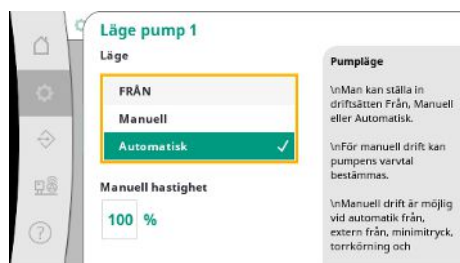 Läge pump 1
Läge
FRÅN
Manuell
Automatisk
Manuell hastighet
100 %
Pumpläge
\nMan kan ställa in
driftsätten Från, Manuell
eller Automatisk.
\nFör manuell drift kan
pumpens varvtal
bestämmas.
\nManuell drift är möjlig
vid automatik från,
extern från, minimitryck,
torrkörning och